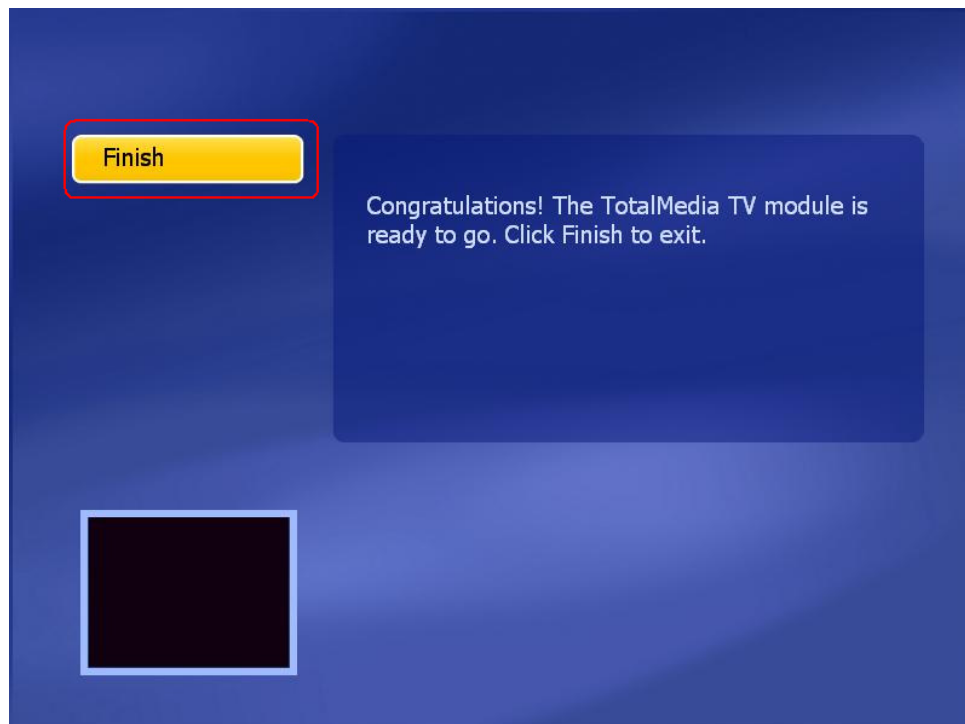 Finish
Congratulations! The TotalMedia TV module is
ready to go. Click Finish to exit.